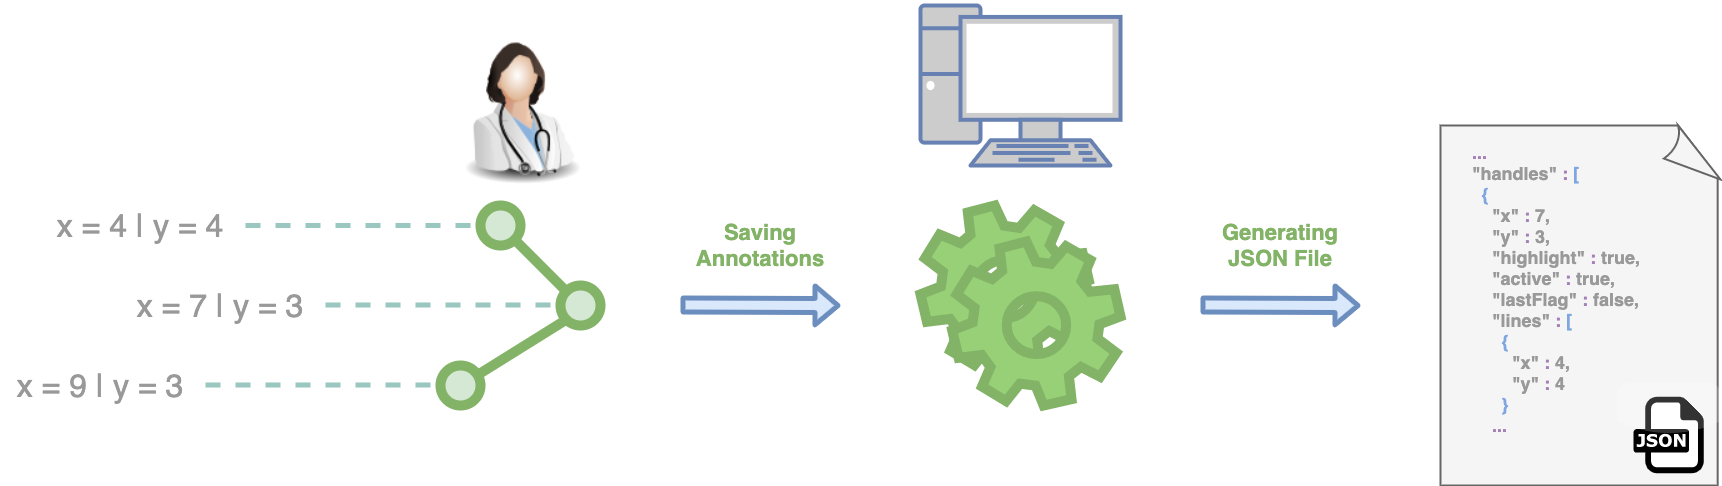 x = 4 | y = 4
x = 7 | y = 3
x = 9 | y = 3
Saving
Annotations
Generating
JSON File
...
"handles" : [
{
"x" : 7,
"y" : 3,
"highlight" : true,
"active" : true,
"lastFlag" : false,
"lines" : [
{
"x" : 4,
"y" : 4
}
...
JSON